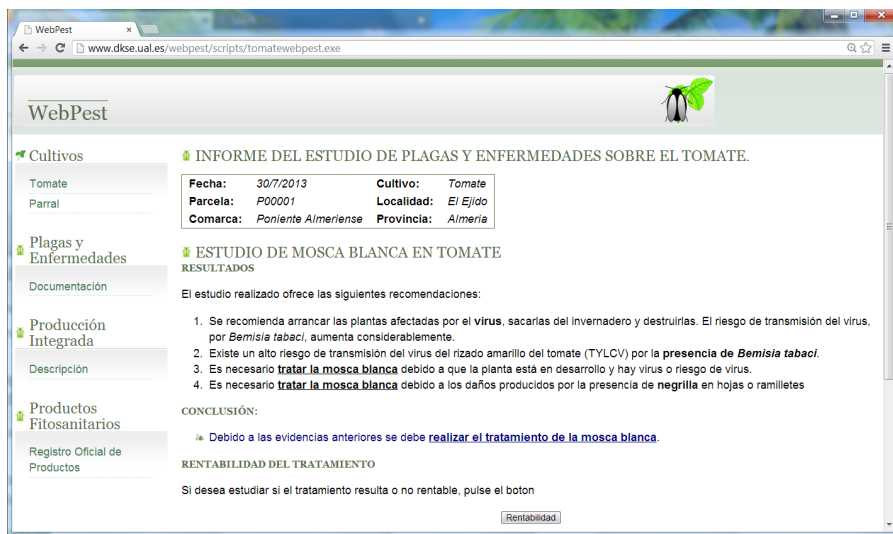 WebPest
www.dkse.ual.es/webpest/scripts/tomatewebpest.exe
WebPest
Cultivos
Tomate
Parral
Plagas y
Enfermedades
Documentación
Producción
Integrada
Descripción
Productos
Fitosanitarios
Registro Oficial de
Productos
INFORME DEL ESTUDIO DE PLAGAS Y ENFERMEDADES SOBRE EL TOMATE.
Fecha: 30/7/2013 Cultivo: Tomate
Parcela: P00001 Localidad: El Ejido
Comarca: Poniente Almeriense Provincia: Almeria
ESTUDIO DE MOSCA BLANCA EN TOMATE
RESULTADOS
El estudio realizado ofrece las siguientes recomendaciones:
1. Se recomienda arrancar las plantas afectadas por el virus, sacarlas del invernadero y destruirlas. El riesgo de transmisión del virus,
por Bemisia tabaci, aumenta considerablemente.
2. Existe un alto riesgo de transmisión del virus del rizado amarillo del tomate (TYLCV) por la presencia de Bemisia tabaci.
3. Es necesario tratar la mosca blanca debido a que la planta está en desarrollo y hay virus o riesgo de virus.
4. Es necesario tratar la mosca blanca debido a los daños producidos por la presencia de negrilla en hojas o ramilletes
CONCLUSIÓN:
Debido a las evidencias anteriores se debe realizar el tratamiento de la mosca blanca.
RENTABILIDAD DEL TRATAMIENTO
Si desea estudiar si el tratamiento resulta o no rentable, pulse el boton
Rentabilidad